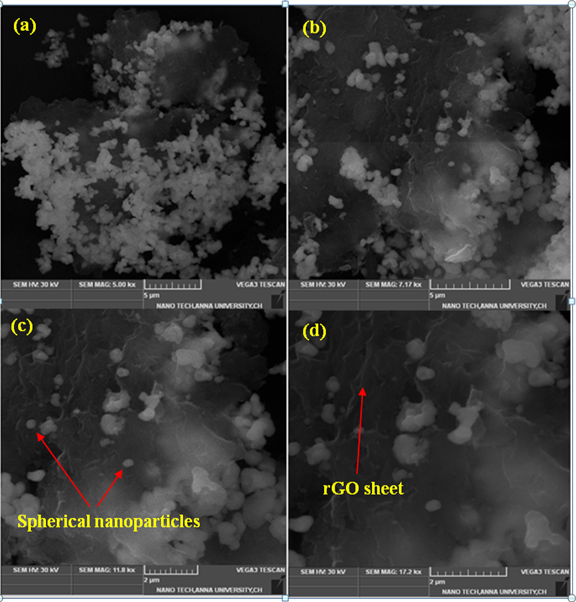 (a)
SEM HV: 30 kV SEM MAG: 5.00 kx VEGA3 TESCAN
5 µm
NANO TECH,ANNA UNIVERSITY,CH
(b)
SEM HV: 30 kV SEM MAG: 7.17 kx VEGA3 TESCAN
5 µm
NANO TECH,ANNA UNIVERSITY,CH
(c)
Spherical nanoparticles
SEM HV: 30 kV SEM MAG: 11.8 kx VEGA3 TESCAN
2 µm
NANO TECH,ANNA UNIVERSITY,CH
(d)
rGO sheet
SEM HV: 30 kV SEM MAG: 17.2 kx VEGA3 TESCAN
2 µm
NANO TECH,ANNA UNIVERSITY,CH